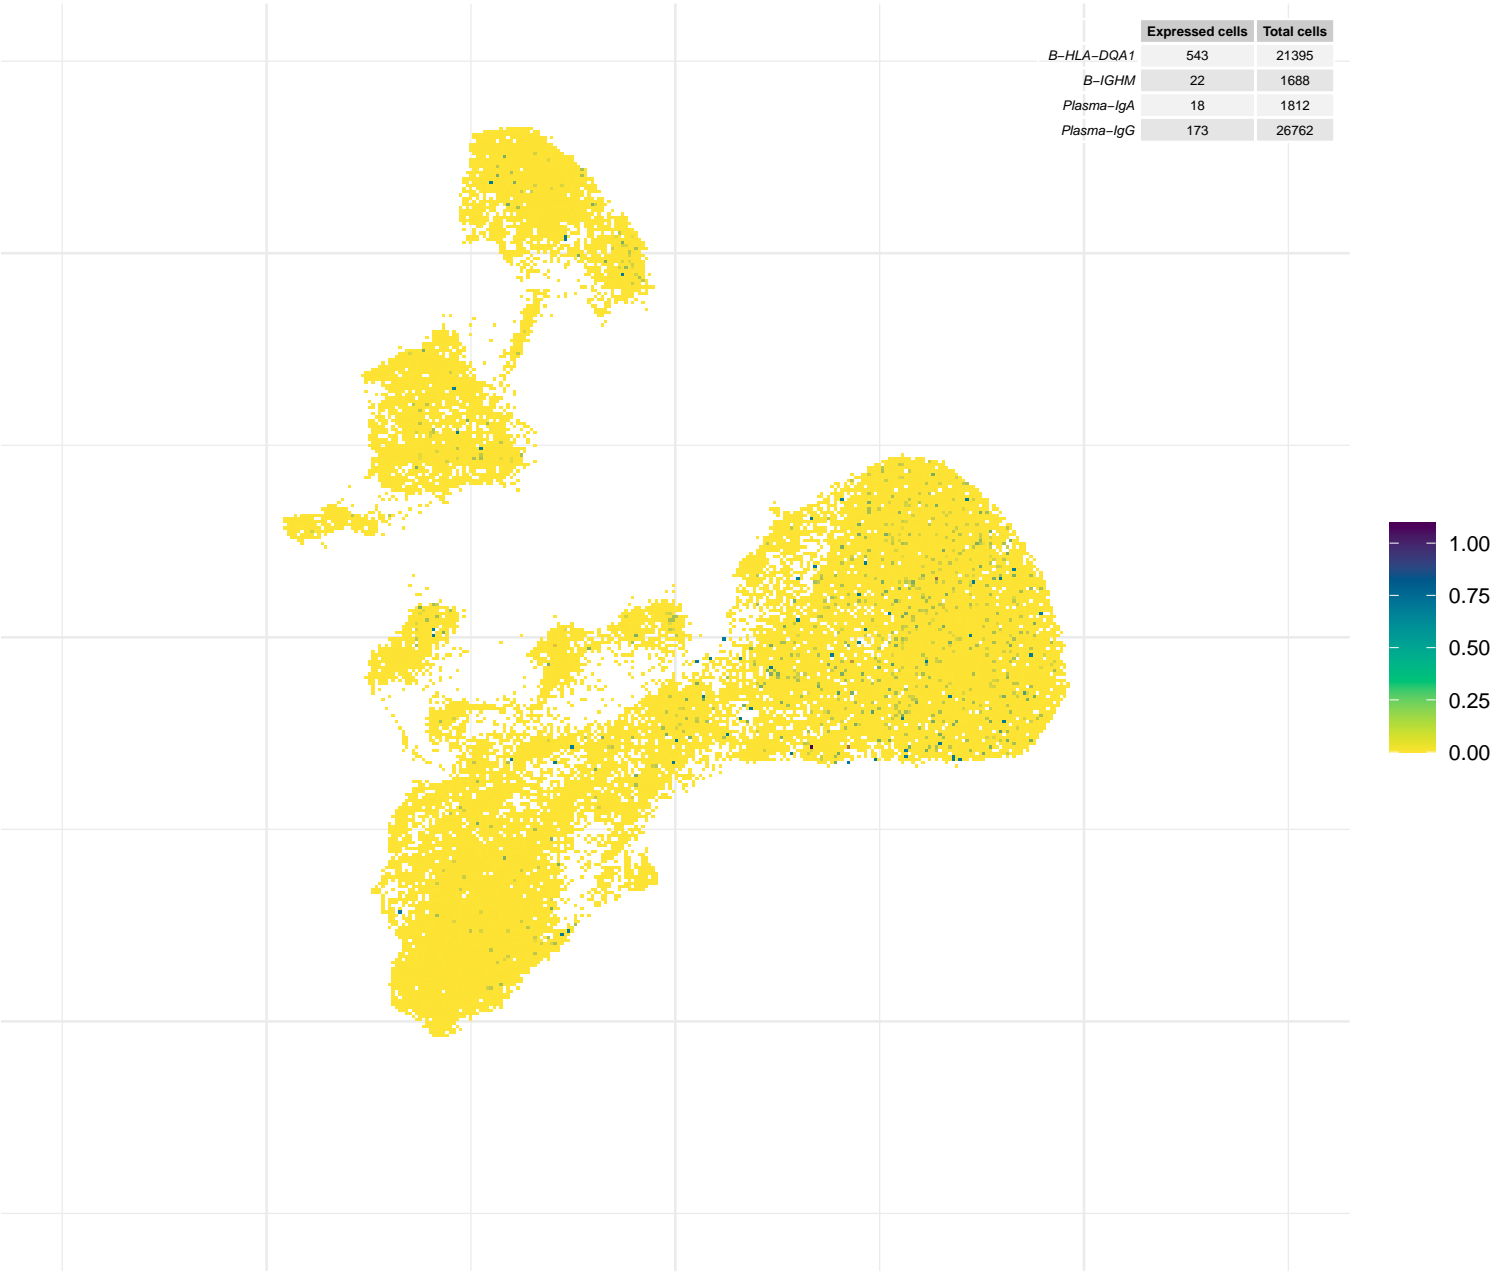 Expressed cells Total cells
B−HLA−DQA1 543 21395
B−IGHM 22 1688
Plasma−IgA 18 1812
Plasma−IgG 173 26762
1.00
0.75
0.50
0.25
0.00